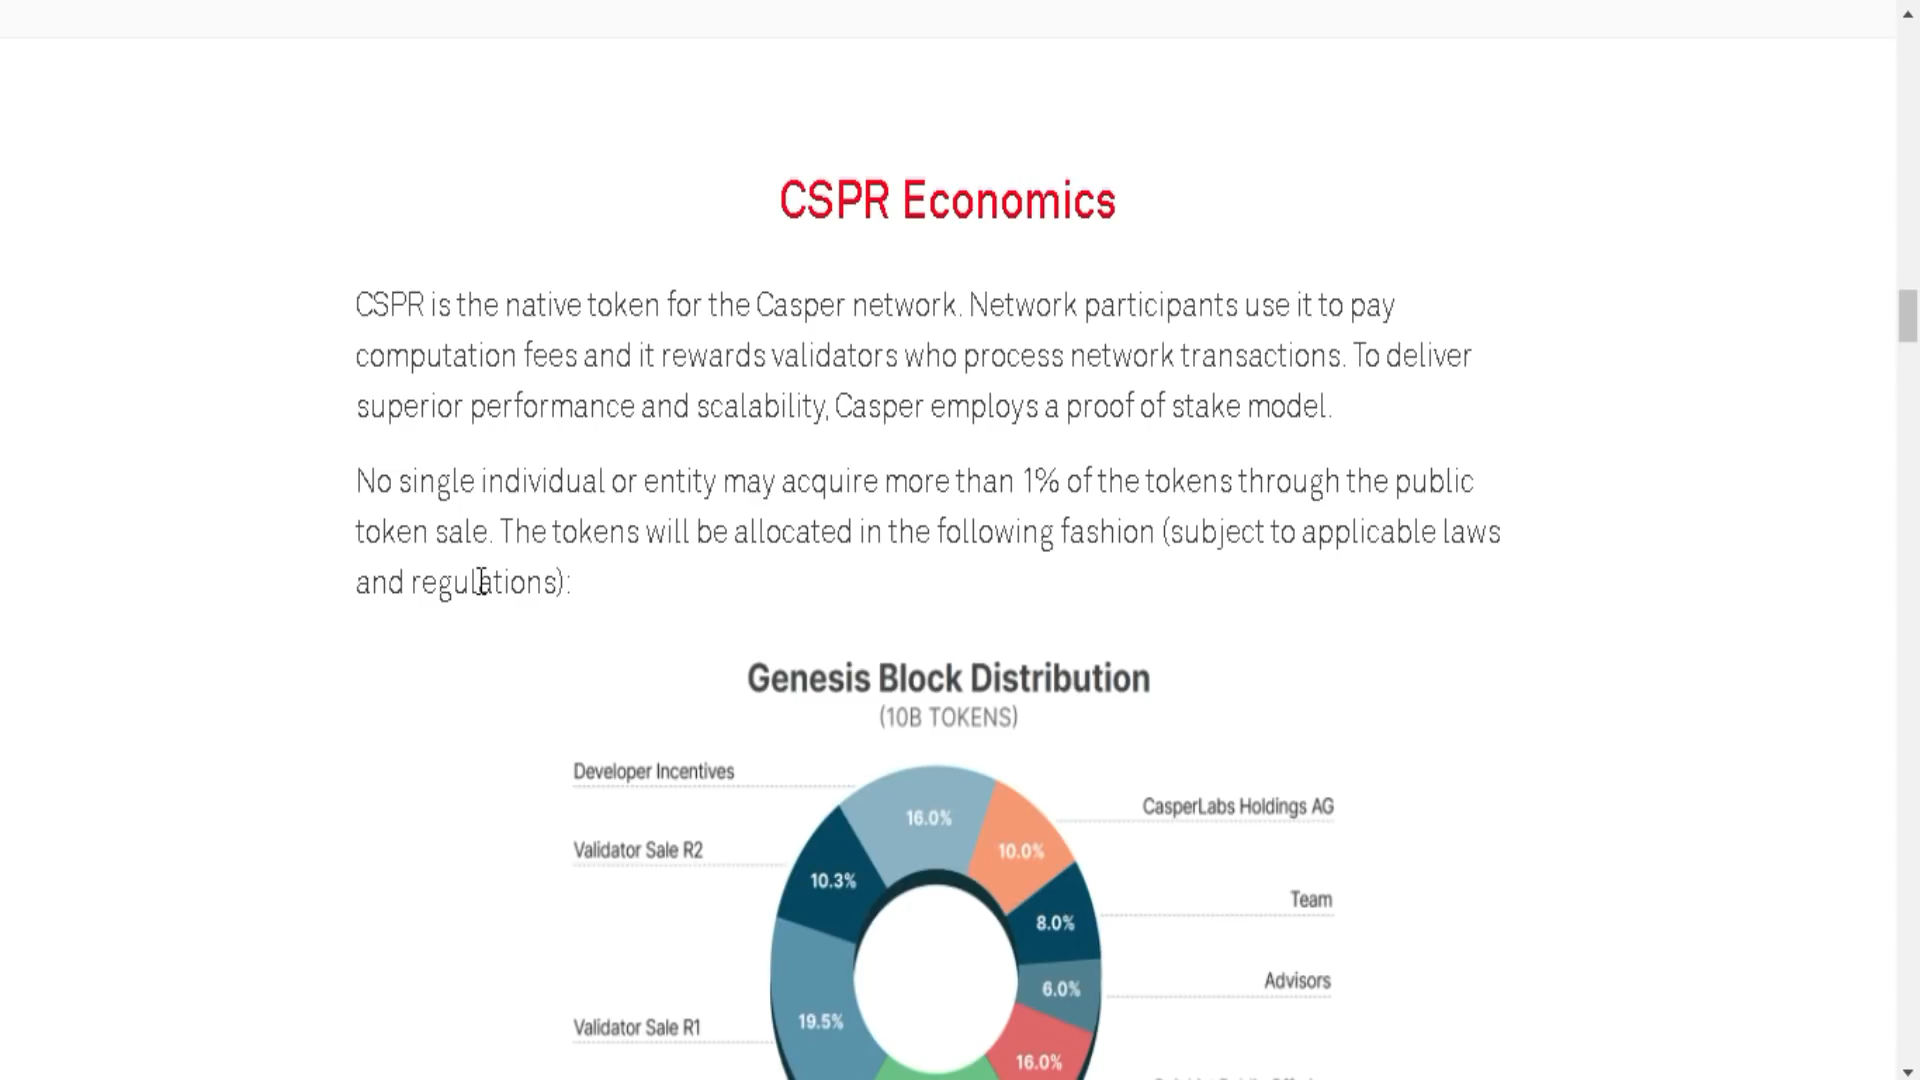 CSPR Economics
CSPR is the native token for the Casper network. Network participants use it to pay
computation fees and it rewards validators who process network transactions. To deliver
superior performance and scalability, Casper employs a proof of stake model.
No single individual or entity may acquire more than 1% of the tokens through the public
token sale. The tokens will be allocated in the following fashion (subject to applicable laws
and regulations):
Genesis Block Distribution
(10B TOKENS)
Developer Incentives
CasperLabs Holdings AG
16.0%
10.0%
Validator Sale R2
10.3%
Team
8.0%
Advisors
6.0%
Validator Sale R1
19.5%
16.0%